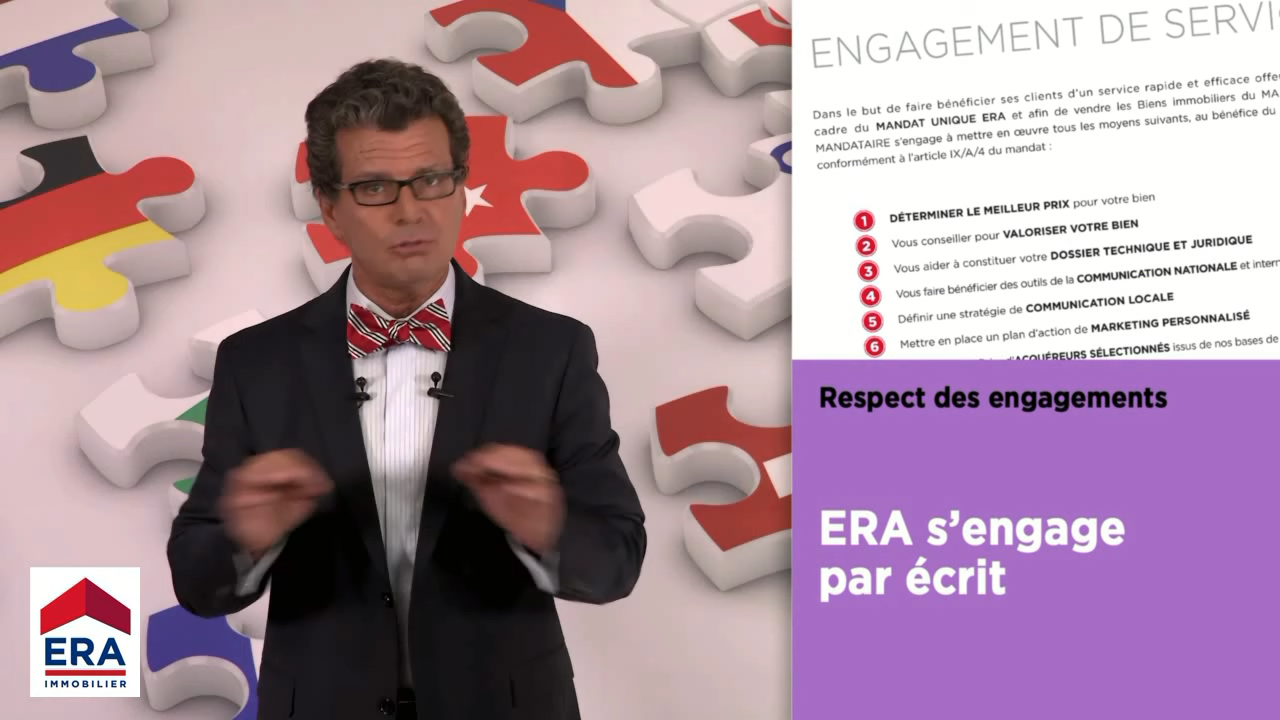 ENGAGEMENT DE
Dans le but de faire bénéficier ses clients d'un service rapide et efficace
cadre du MANDAT UNIQUE ERA et afin de vendre les Biens immobiliers du
MANDATAIRE s'engage à mettre en œuvre tous les moyens suivants, au bénéfice du
conformément à l'article IX/A/4 du mandat :
1 DÉTERMINER LE MEILLEUR PRIX pour votre bien
2 Vous conseiller pour VALORISER VOTRE BIEN
3 Vous aider à constituer votre DOSSIER TECHNIQUE ET JURIDIQUE
4 Vous faire bénéficier des outils de la COMMUNICATION NATIONALE et
5 Définir une stratégie de COMMUNICATION LOCALE
6 Mettre en place un plan d'action de MARKETING PERSONNALISÉ
d'ACQUÉREURS SÉLECTIONNÉS issus de nos bases de
Respect des engagements
ERA s'engage
par écrit
ERA
IMMOBILIER